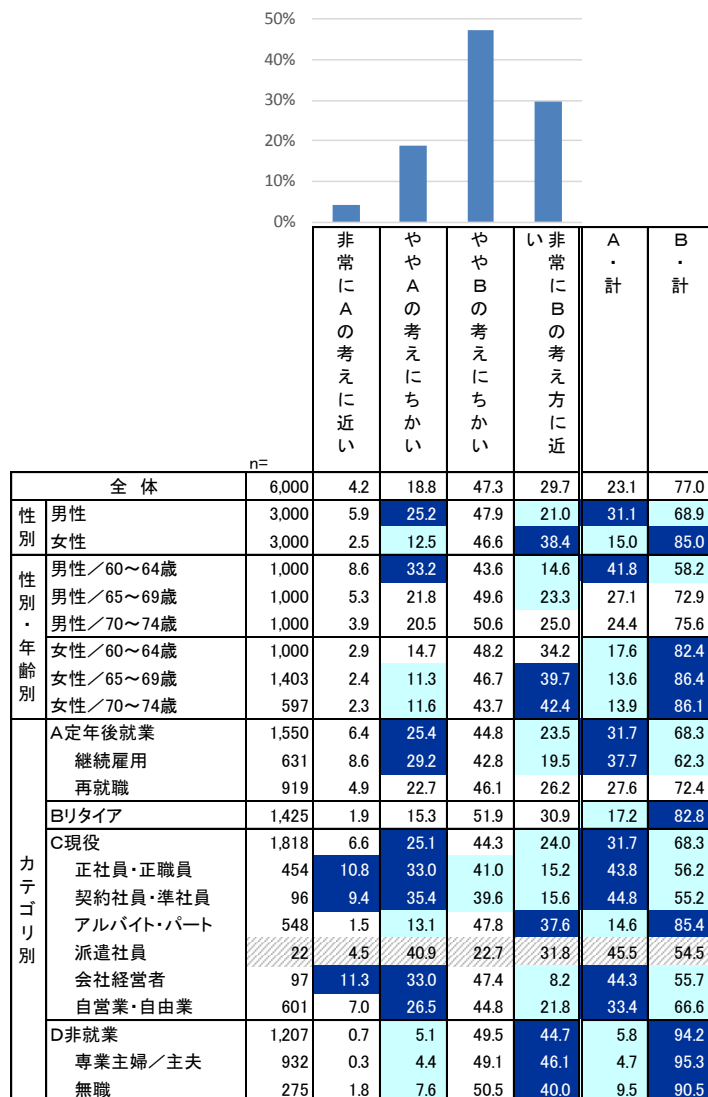 50%
40%
30%
20%
10%
0%
非常にAの考えに近い
ややAの考えにちかい
ややBの考えにちかい
非常にBの考え方に近い
A・計
B・計
n=
全 体 6,000 4.2 18.8 47.3 29.7 23.1 77.0
性別
男性 3,000 5.9 25.2 47.9 21.0 31.1 68.9
女性 3,000 2.5 12.5 46.6 38.4 15.0 85.0
性別・年齢別
男性／60～64歳 1,000 8.6 33.2 43.6 14.6 41.8 58.2
男性／65～69歳 1,000 5.3 21.8 49.6 23.3 27.1 72.9
男性／70～74歳 1,000 3.9 20.5 50.6 25.0 24.4 75.6
女性／60～64歳 1,000 2.9 14.7 48.2 34.2 17.6 82.4
女性／65～69歳 1,403 2.4 11.3 46.7 39.7 13.6 86.4
女性／70～74歳 597 2.3 11.6 43.7 42.4 13.9 86.1
カテゴリ別
A定年後就業 1,550 6.4 25.4 44.8 23.5 31.7 68.3
継続雇用 631 8.6 29.2 42.8 19.5 37.7 62.3
再就職 919 4.9 22.7 46.1 26.2 27.6 72.4
Bリタイア 1,425 1.9 15.3 51.9 30.9 17.2 82.8
C現役 1,818 6.6 25.1 44.3 24.0 31.7 68.3
正社員・正職員 454 10.8 33.0 41.0 15.2 43.8 56.2
契約社員・準社員 96 9.4 35.4 39.6 15.6 44.8 55.2
アルバイト・パート 548 1.5 13.1 47.8 37.6 14.6 85.4
派遣社員 22 4.5 40.9 22.7 31.8 45.5 54.5
会社経営者 97 11.3 33.0 47.4 8.2 44.3 55.7
自営業・自由業 601 7.0 26.5 44.8 21.8 33.4 66.6
D非就業 1,207 0.7 5.1 49.5 44.7 5.8 94.2
専業主婦／主夫 932 0.3 4.4 49.1 46.1 4.7 95.3
無職 275 1.8 7.6 50.5 40.0 9.5 90.5